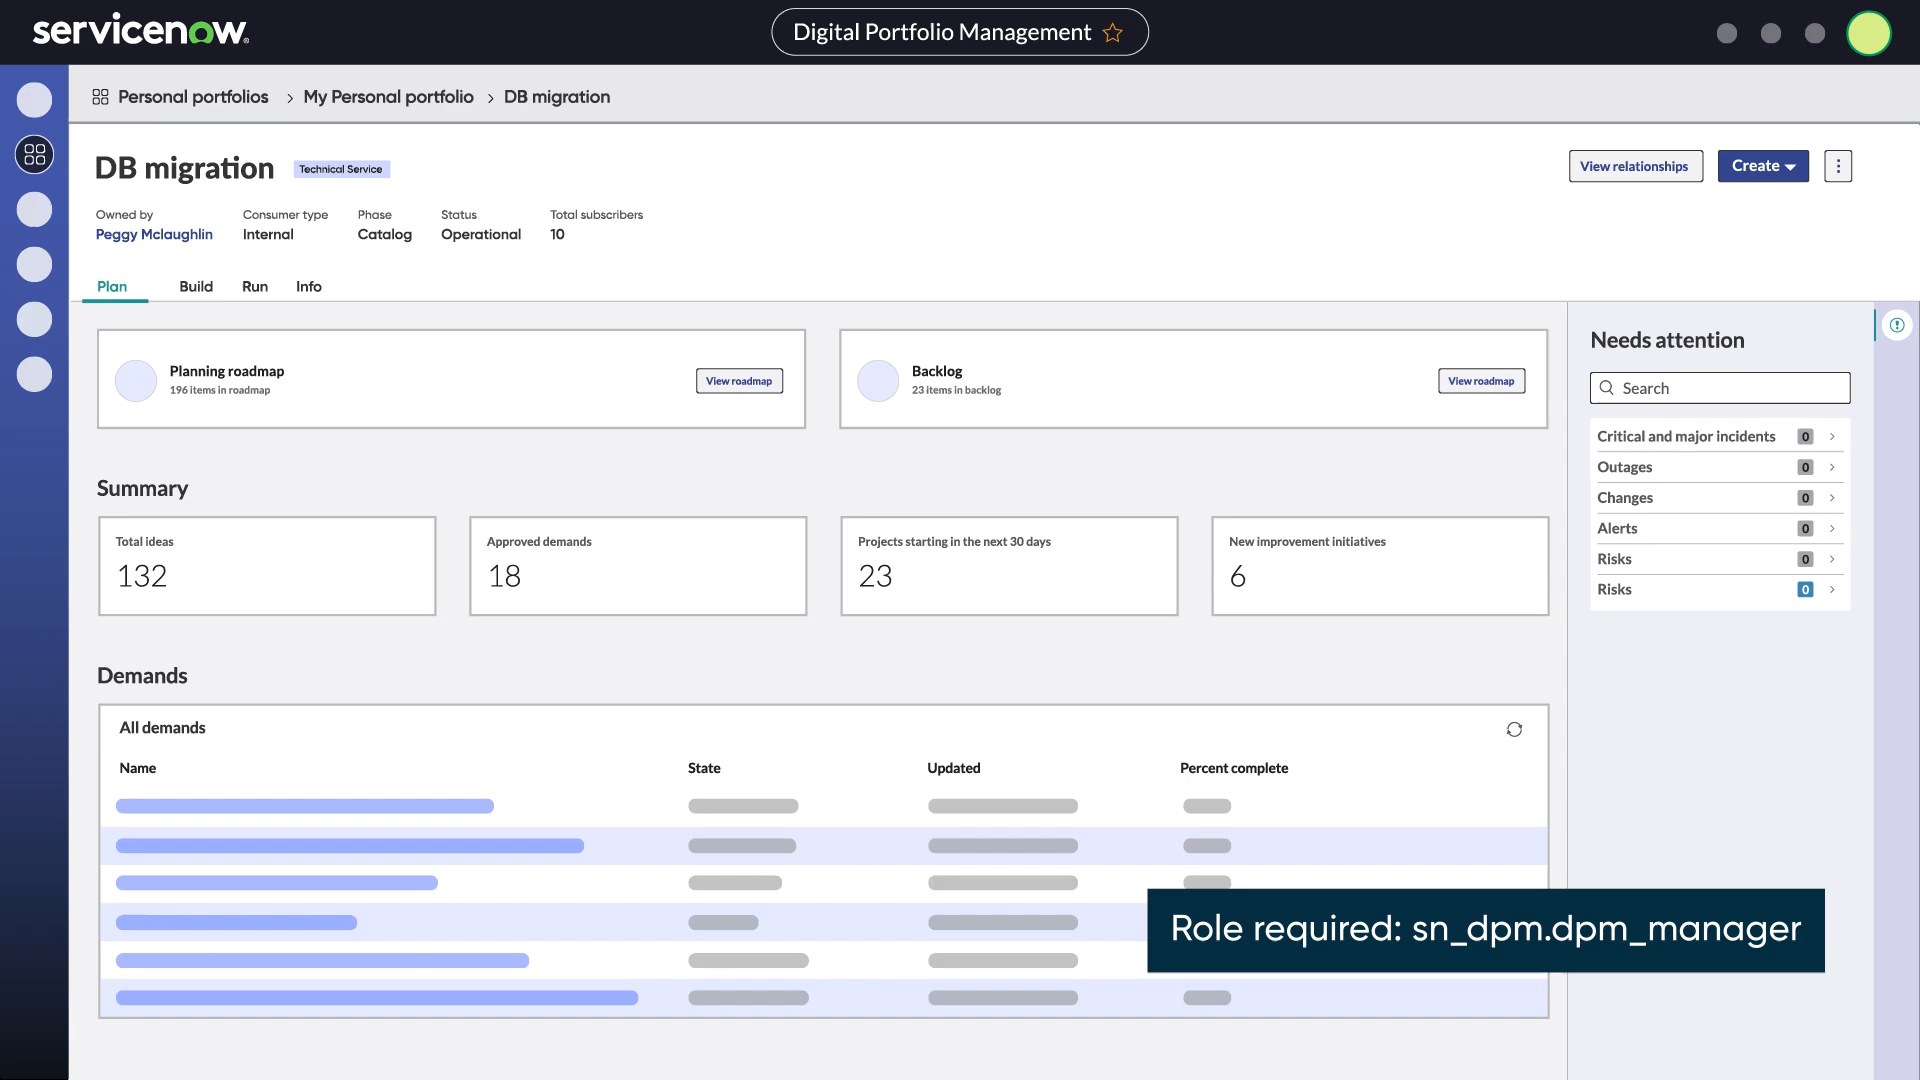 servicenow®
Digital Portfolio Management
Personal portfolios > My Personal portfolio > DB migration
DB migration Technical Service
View relationships Create
Owned by Consumer type Phase Status Total subscribers
Peggy Mclaughlin Internal Catalog Operational 10
Plan Build Run Info
Planning roadmap
196 items in roadmap
View roadmap
Backlog
23 items in backlog
View roadmap
Summary
Total ideas
132
Approved demands
18
Projects starting in the next 30 days
23
New improvement initiatives
6
Demands
All demands
Name State Updated Percent complete
Needs attention
Search
Critical and major incidents 0
Outages 0
Changes 0
Alerts 0
Risks 0
Risks 0
Role required: sn_dpm.dpm_manager